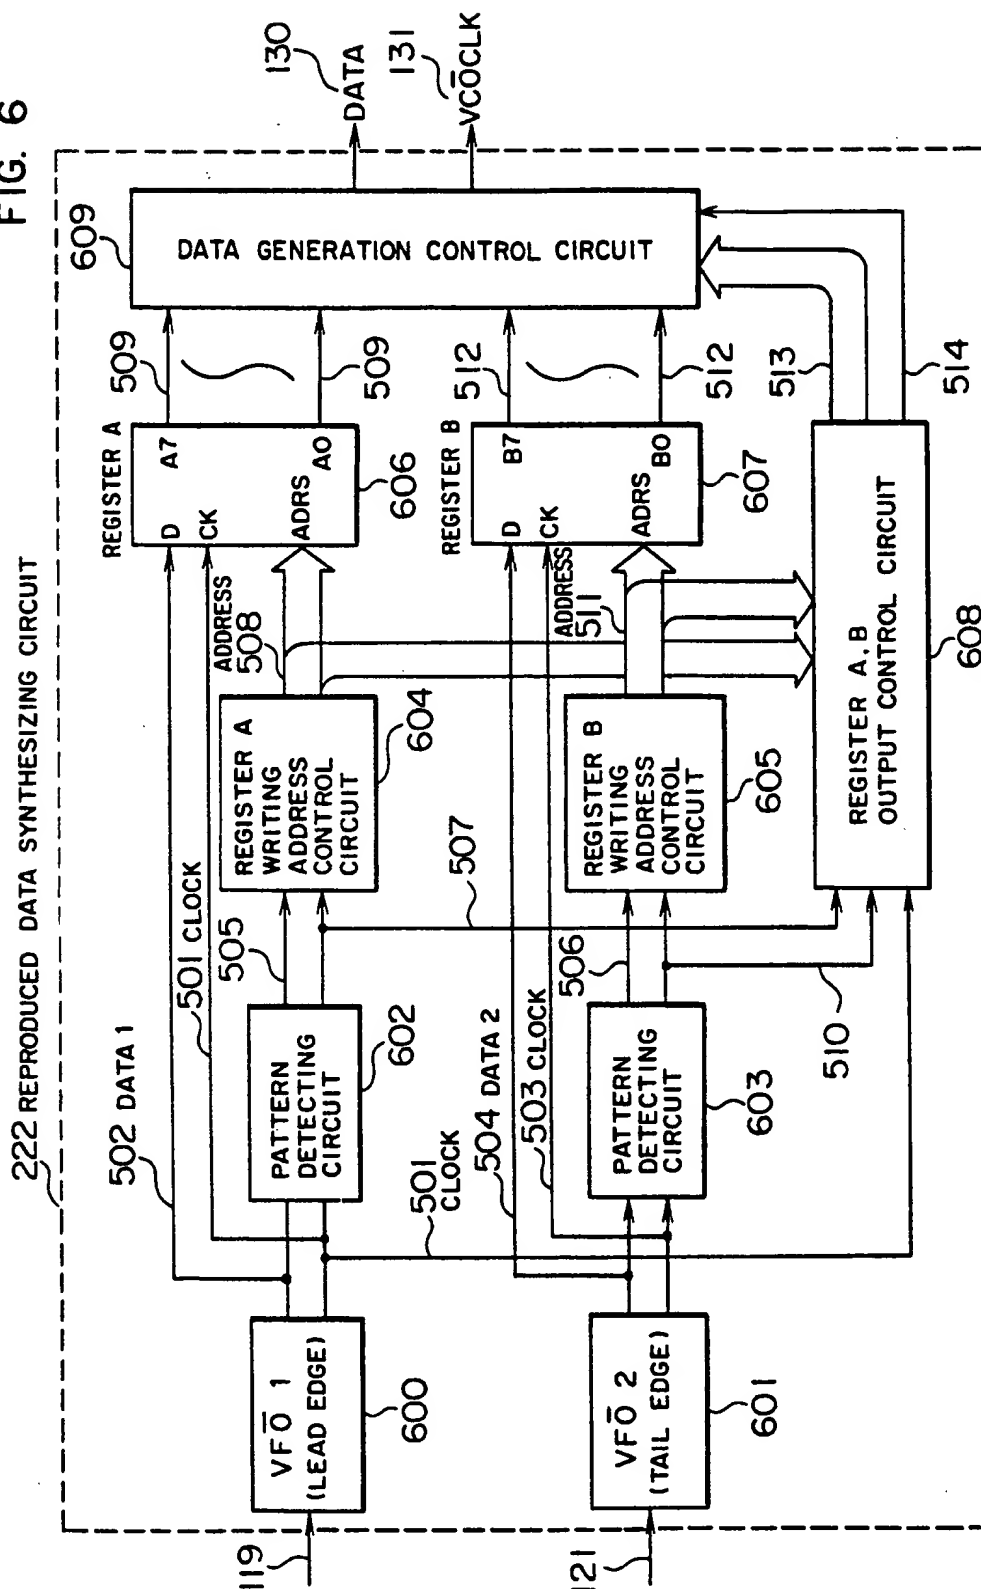 FIG. 6
222 REPRODUCED DATA SYNTHESIZING CIRCUIT
502 DATA 1
501 CLOCK
119
VFO̅ 1
(LEAD EDGE)
600
PATTERN
DETECTING
CIRCUIT
602
505
REGISTER A
WRITING
ADDRESS
CONTROL
CIRCUIT
604
ADDRESS
508
REGISTER A
D
CK
ADRS
A7
A0
606
509
509
609
DATA GENERATION CONTROL CIRCUIT
130
DATA
131
VCO̅CLK
501
CLOCK
504 DATA 2
503 CLOCK
507
121
VFO̅ 2
(TAIL EDGE)
601
PATTERN
DETECTING
CIRCUIT
603
506
510
REGISTER B
WRITING
ADDRESS
CONTROL
CIRCUIT
605
ADDRESS
511
REGISTER B
D
CK
ADRS
B7
B0
607
512
512
REGISTER A, B
OUTPUT CONTROL CIRCUIT
608
513
514